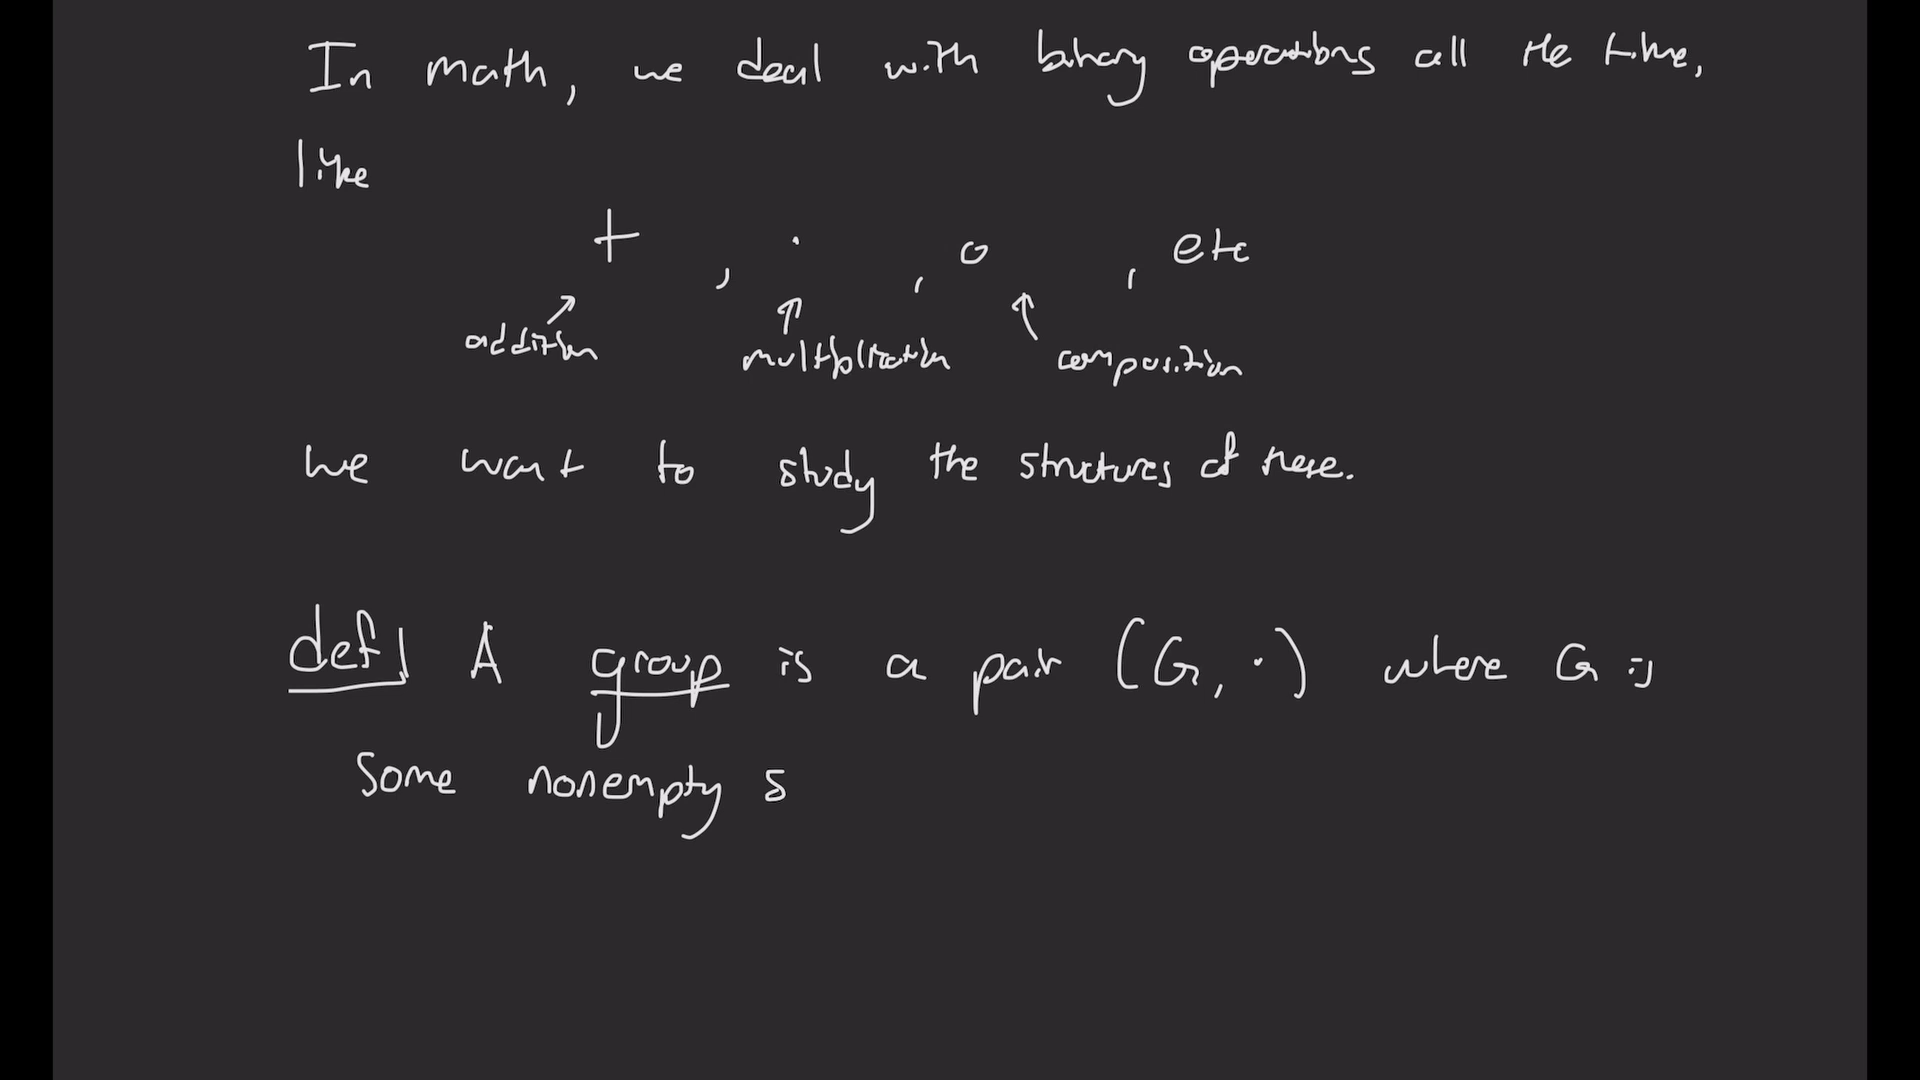 In math, we deal with binary operations all the time,
like
+ , · , o , etc
addition multiplication composition
we want to study the structures of these.
def| A group is a pair (G, ·) where G is
Some nonempty s